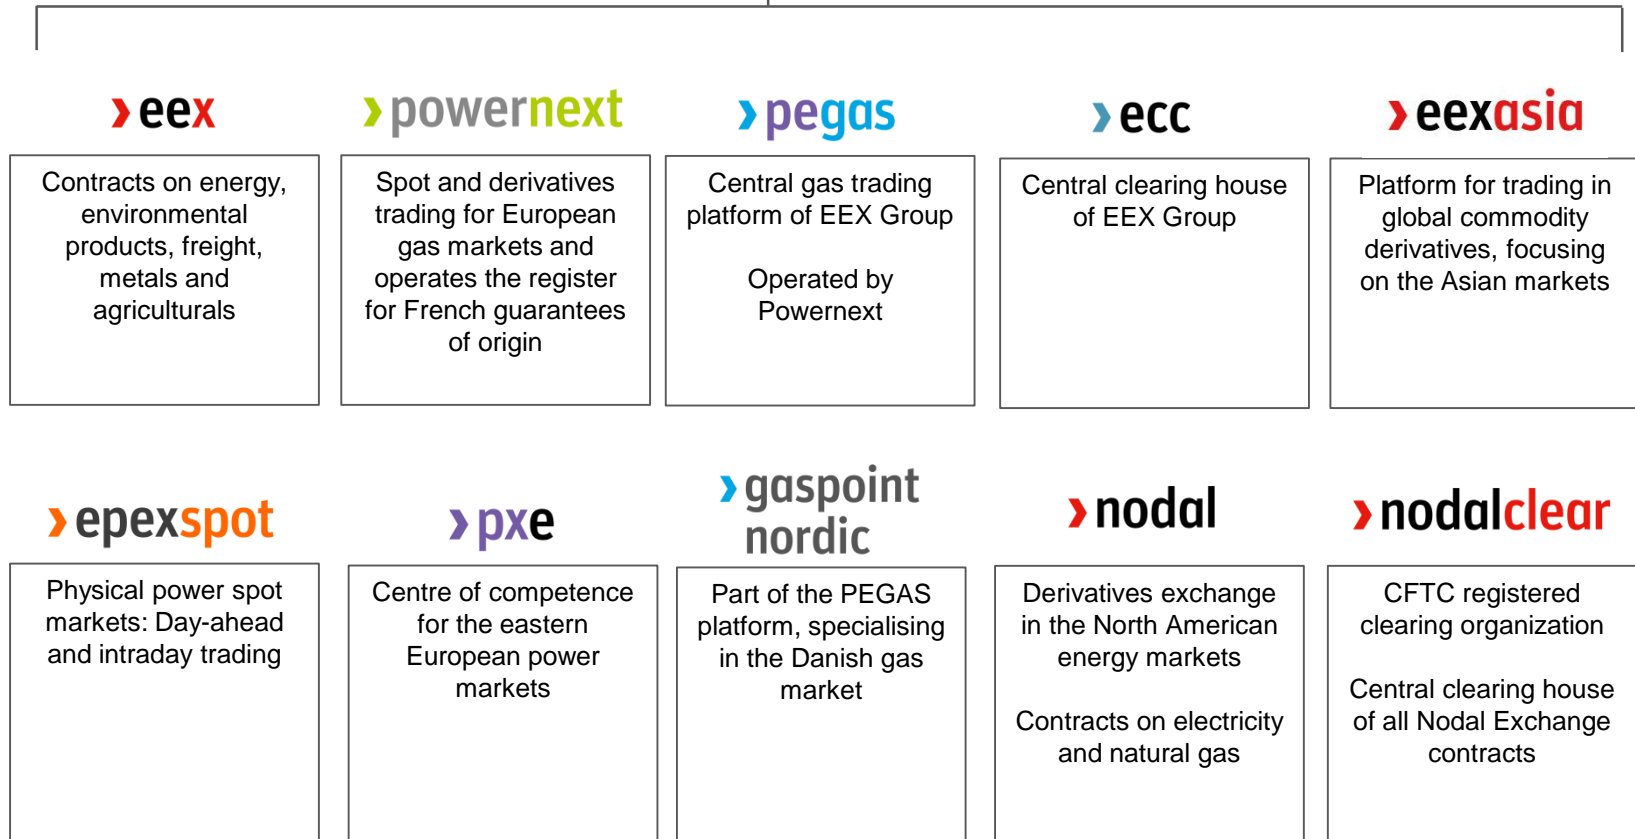 eex
Contracts on energy,
environmental
products, freight,
metals and
agriculturals
powernext
Spot and derivatives
trading for European
gas markets and
operates the register
for French guarantees
of origin
pegas
Central gas trading
platform of EEX Group
Operated by
Powernext
ecc
Central clearing house
of EEX Group
eexasia
Platform for trading in
global commodity
derivatives, focusing
on the Asian markets
epexspot
Physical power spot
markets: Day-ahead
and intraday trading
pxe
Centre of competence
for the eastern
European power
markets
gaspoint
nordic
Part of the PEGAS
platform, specialising
in the Danish gas
market
nodal
Derivatives exchange
in the North American
energy markets
Contracts on electricity
and natural gas
nodalclear
CFTC registered
clearing organization
Central clearing house
of all Nodal Exchange
contracts